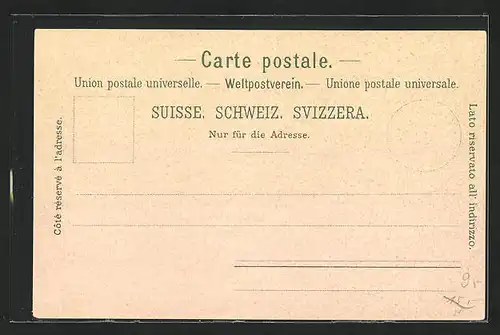 — Carte postale. —
Union postale universelle. — Weltpostverein. — Unione postale universale.
SUISSE. SCHWEIZ. SVIZZERA.
Nur für die Adresse.
Côté réservé à l'adresse.
Lato riservato all' indirizzo.